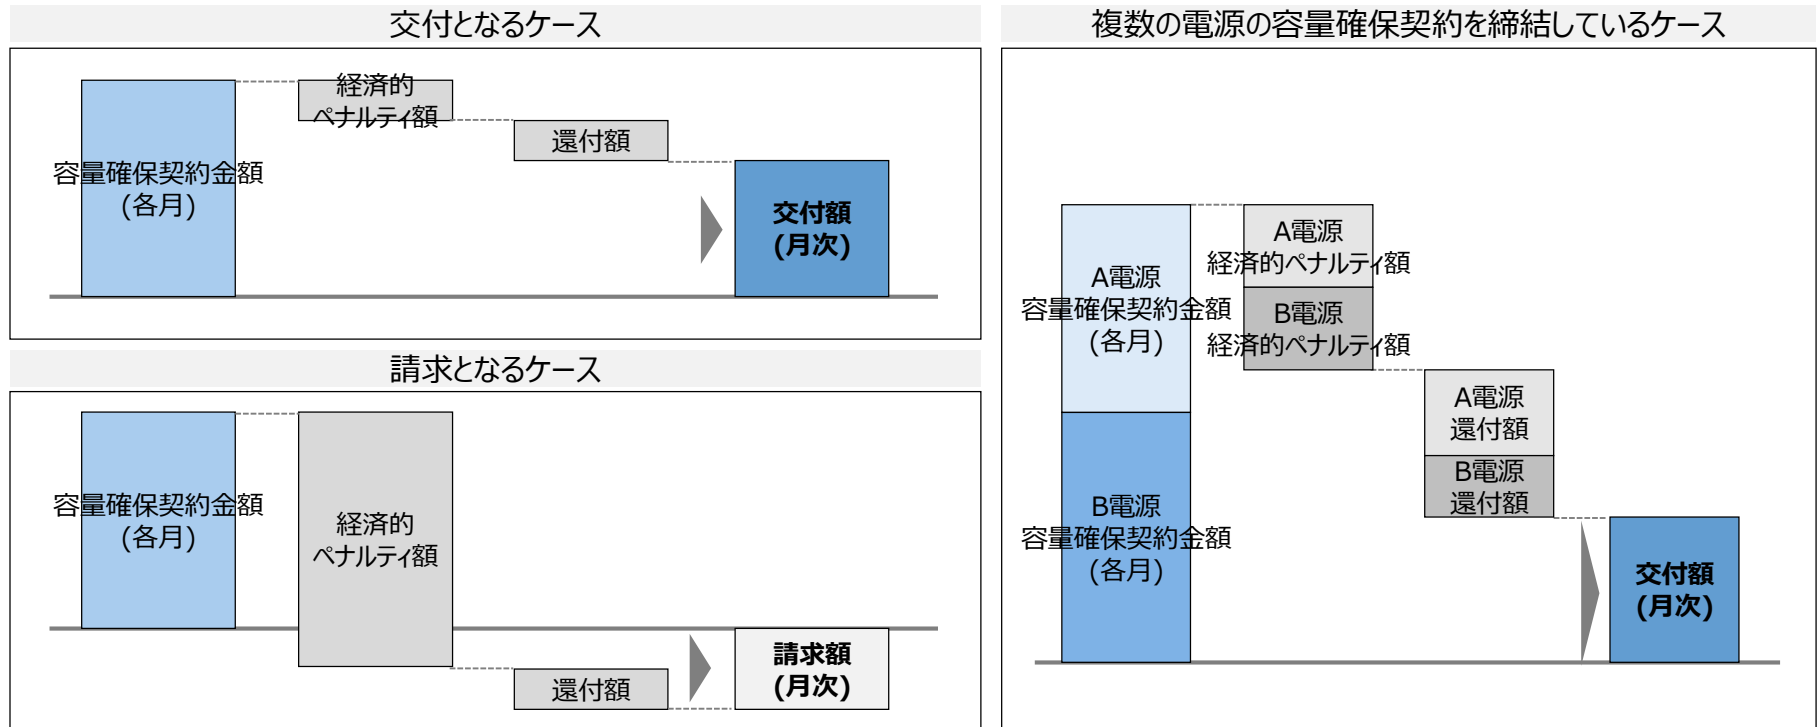 交付となるケース
経済的
ペナルティ額
還付額
容量確保契約金額
(各月)
交付額
(月次)
請求となるケース
容量確保契約金額
(各月)
経済的
ペナルティ額
還付額
請求額
(月次)
複数の電源の容量確保契約を締結しているケース
A電源
容量確保契約金額
(各月)
B電源
容量確保契約金額
(各月)
A電源
経済的ペナルティ額
B電源
経済的ペナルティ額
A電源
還付額
B電源
還付額
交付額
(月次)